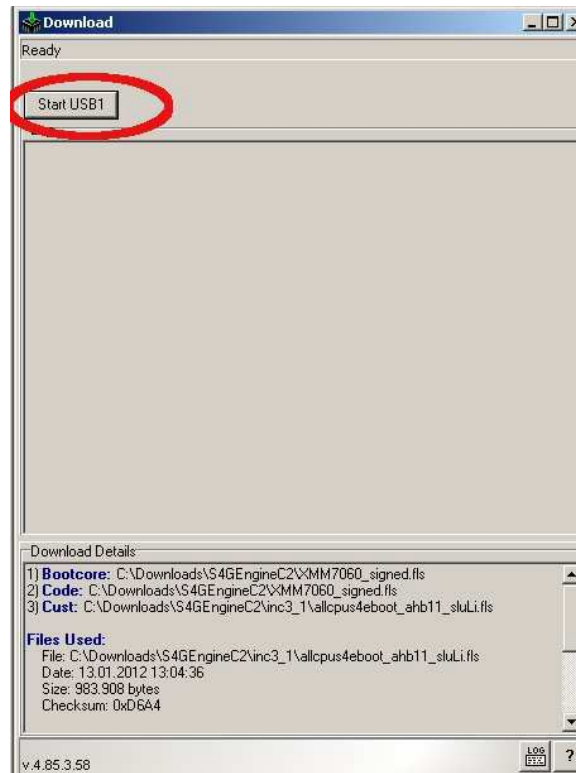 Download
Ready
Start USB1
Download Details
1) Bootcore: C:\Downloads\S4GEngineC2\XMM7060_signed.fls
2) Code: C:\Downloads\S4GEngineC2\XMM7060_signed.fls
3) Cust: C:\Downloads\S4GEngineC2\inc3_1\allcpus4eboot_ahb11_sluLi.fls
Files Used:
File: C:\Downloads\S4GEngineC2\inc3_1\allcpus4eboot_ahb11_sluLi.fls
Date: 13.01.2012 13:04:36
Size: 983.908 bytes
Checksum: 0xD6A4
v.4.85.3.58
LOG
?